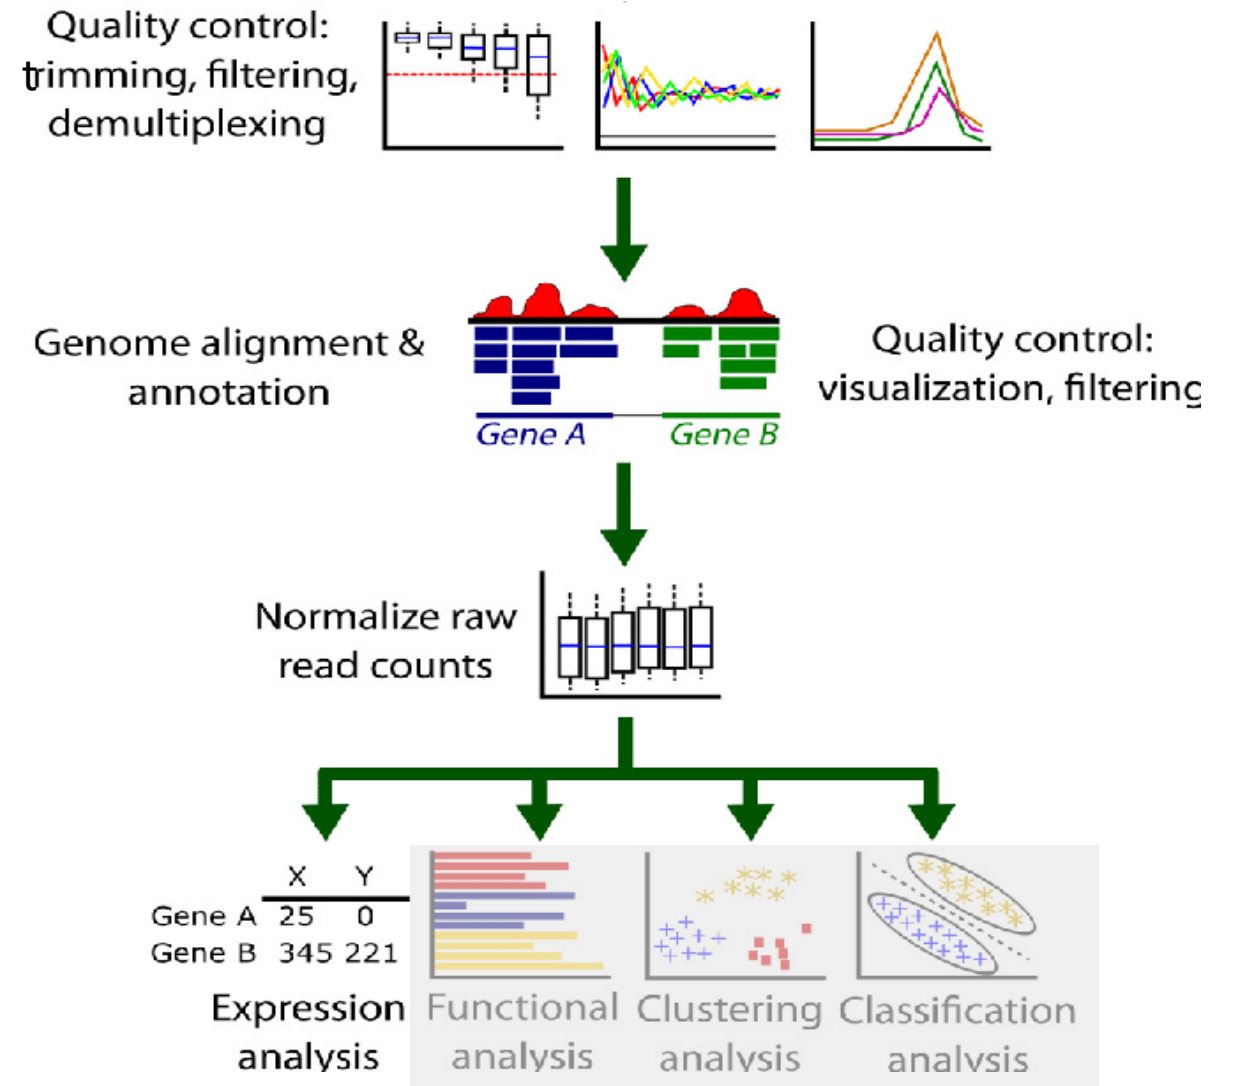 Quality control:
trimming, filtering,
demultiplexing
Genome alignment &
annotation
Gene A
Gene B
Quality control:
visualization, filtering
Normalize raw
read counts
X Y
Gene A 25 0
Gene B 345 221
Expression
analysis
Functional
analysis
Clustering
analysis
Classification
analysis